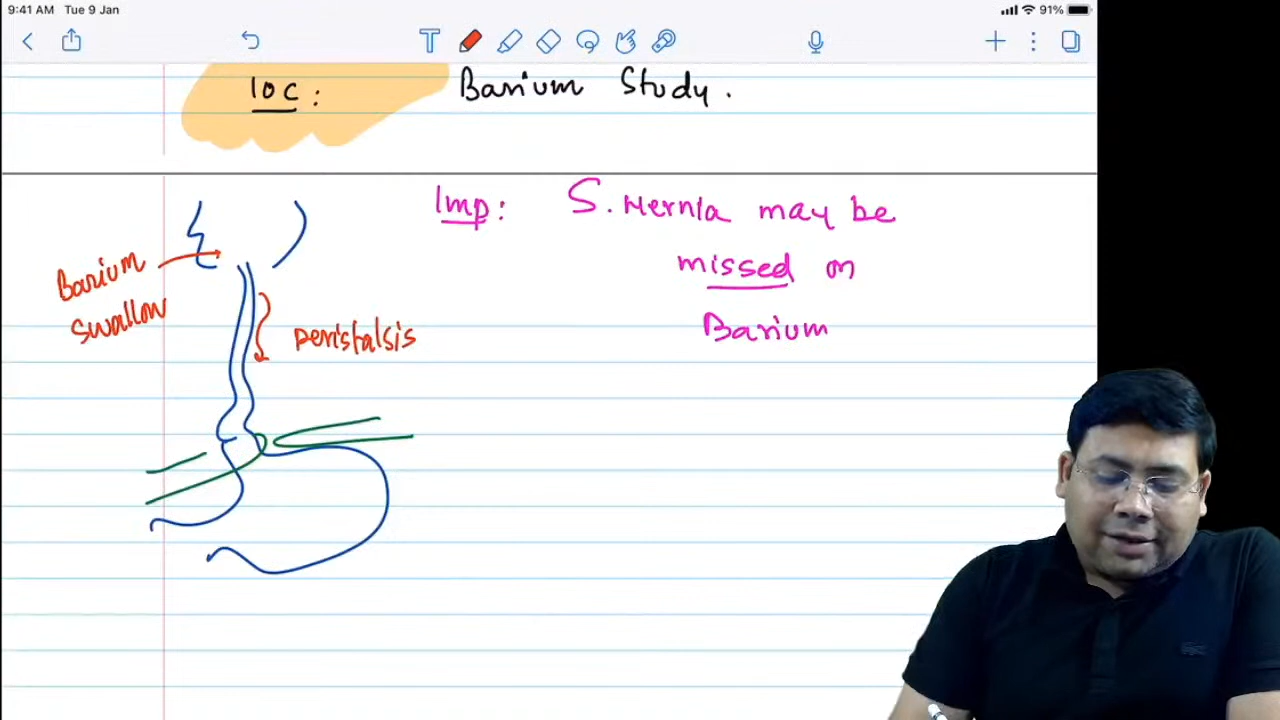 9:41 AM Tue 9 Jan 91%
IOC: Barium Study.
Imp: S. Hernia may be
missed on
Barium
Barium
swallow
peristalsis